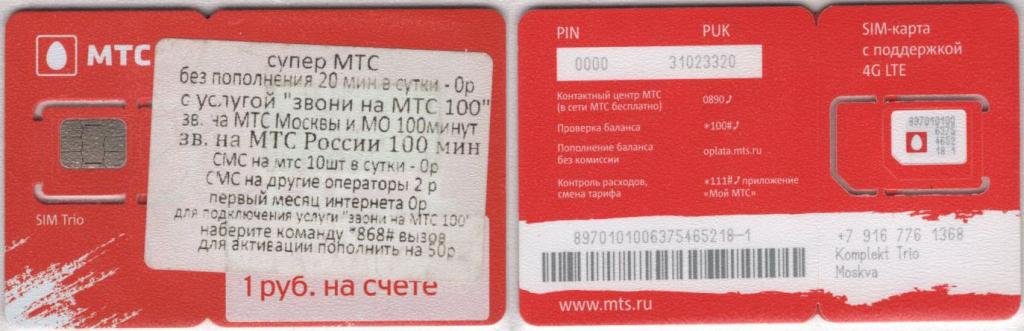 МТС
супер МТС
без пополнения 20 мин в сутки - 0р
с услугой "звони на МТС 100"
зв. на МТС Москвы и МО 100минут
зв. на МТС России 100 мин
СМС на мтс 10шт в сутки - 0р
СМС на другие операторы 2 р
первый месяц интернета 0р
для подключения услуги "звони на МТС 100"
наберите команду *868# вызов
для активации пополнить на 50р
SIM Trio
1 руб. на счете
PIN PUK
0000 31023320
Контактный центр МТС
(в сети МТС бесплатно) 0890
Проверка баланса *100#
Пополнение баланса
без комиссии oplata.mts.ru
Контроль расходов,
смена тарифа *111# приложение
«Мой МТС»
SIM-карта
с поддержкой
4G LTE
897010100
6375
4652
18 1
8970101006375465218-1
+7 916 776 1368
Komplekt Trio
Moskva
www.mts.ru